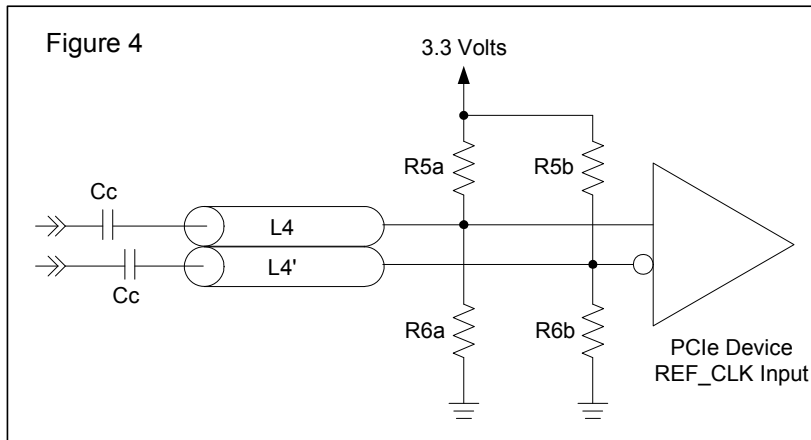 Figure 4
3.3 Volts
R5a
R5b
Cc
L4
L4'
Cc
R6a
R6b
PCIe Device
REF_CLK Input